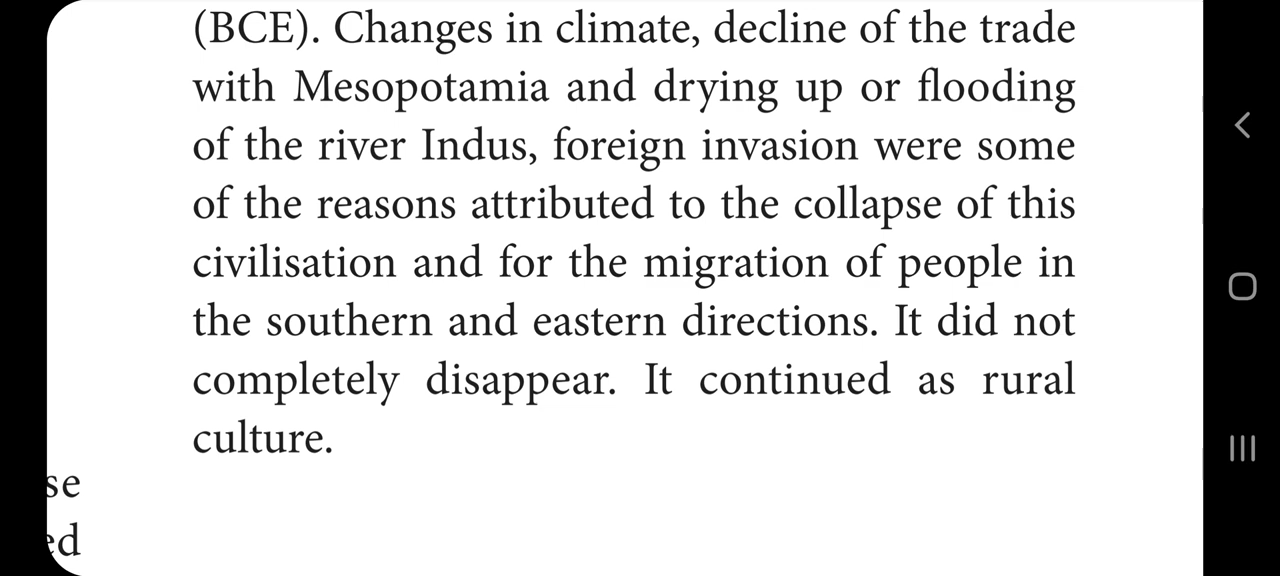 (BCE). Changes in climate, decline of the trade
with Mesopotamia and drying up or flooding
of the river Indus, foreign invasion were some
of the reasons attributed to the collapse of this
civilisation and for the migration of people in
the southern and eastern directions. It did not
completely disappear. It continued as rural
culture.
se
ed